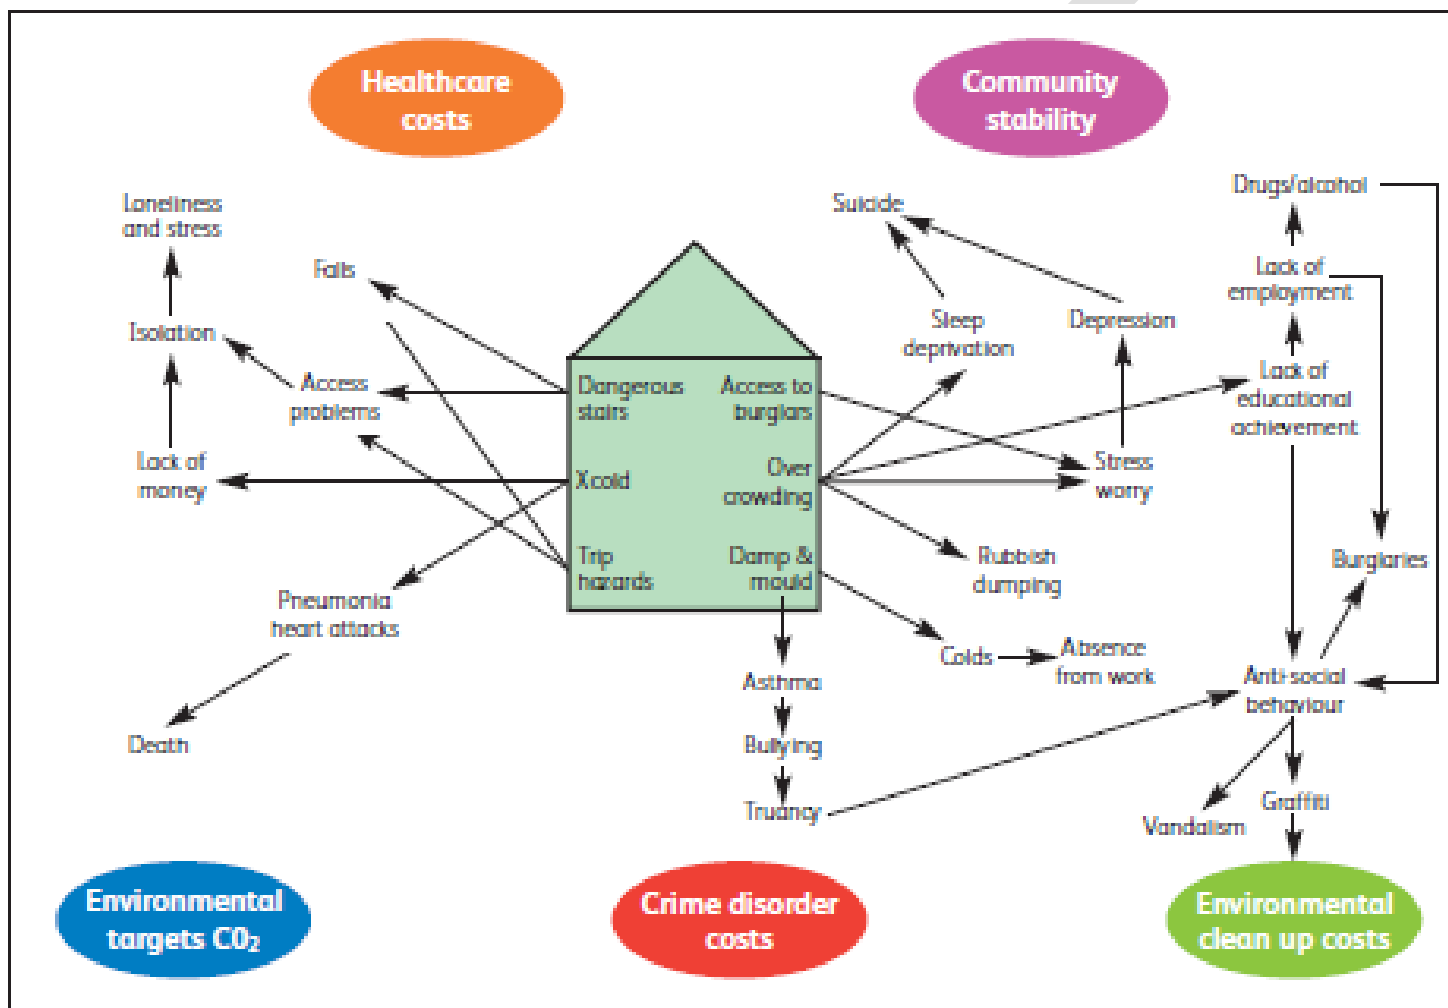 Healthcare
costs
Community
stability
Loneliness
and stress
Falls
Isolation
Access
problems
Lack of
money
Pneumonia
heart attacks
Death
Dangerous
stairs
Xcold
Trip
hazards
Access to
burglars
Over
crowding
Damp &
mould
Suicide
Sleep
deprivation
Depression
Stress
worry
Rubbish
dumping
Colds
Absence
from work
Asthma
Bullying
Truancy
Drugs/alcohol
Lack of
employment
Lack of
educational
achievement
Burglaries
Anti-social
behaviour
Graffiti
Vandalism
Environmental
targets C0₂
Crime disorder
costs
Environmental
clean up costs